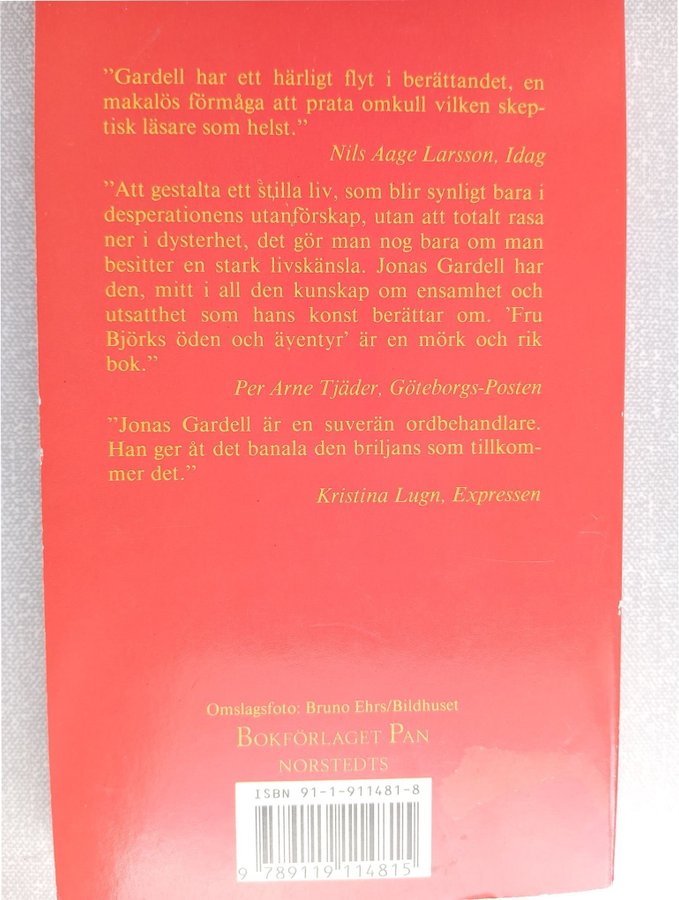 ”Gardell har ett härligt flyt i berättandet, en
makalös förmåga att prata omkull vilken skep-
tisk läsare som helst.”
Nils Aage Larsson, Idag
”Att gestalta ett stilla liv, som blir synligt bara i
desperationens utanförskap, utan att totalt rasa
ner i dysterhet, det gör man nog bara om man
besitter en stark livskänsla. Jonas Gardell har
den, mitt i all den kunskap om ensamhet och
utsatthet som hans konst berättar om. ’Fru
Björks öden och äventyr’ är en mörk och rik
bok.”
Per Arne Tjäder, Göteborgs-Posten
”Jonas Gardell är en suverän ordbehandlare.
Han ger åt det banala den briljans som tillkom-
mer det.”
Kristina Lugn, Expressen
Omslagsfoto: Bruno Ehrs/Bildhuset
BOKFÖRLAGET PAN
NORSTEDTS
ISBN 91-1-911481-8
9 789119 114815